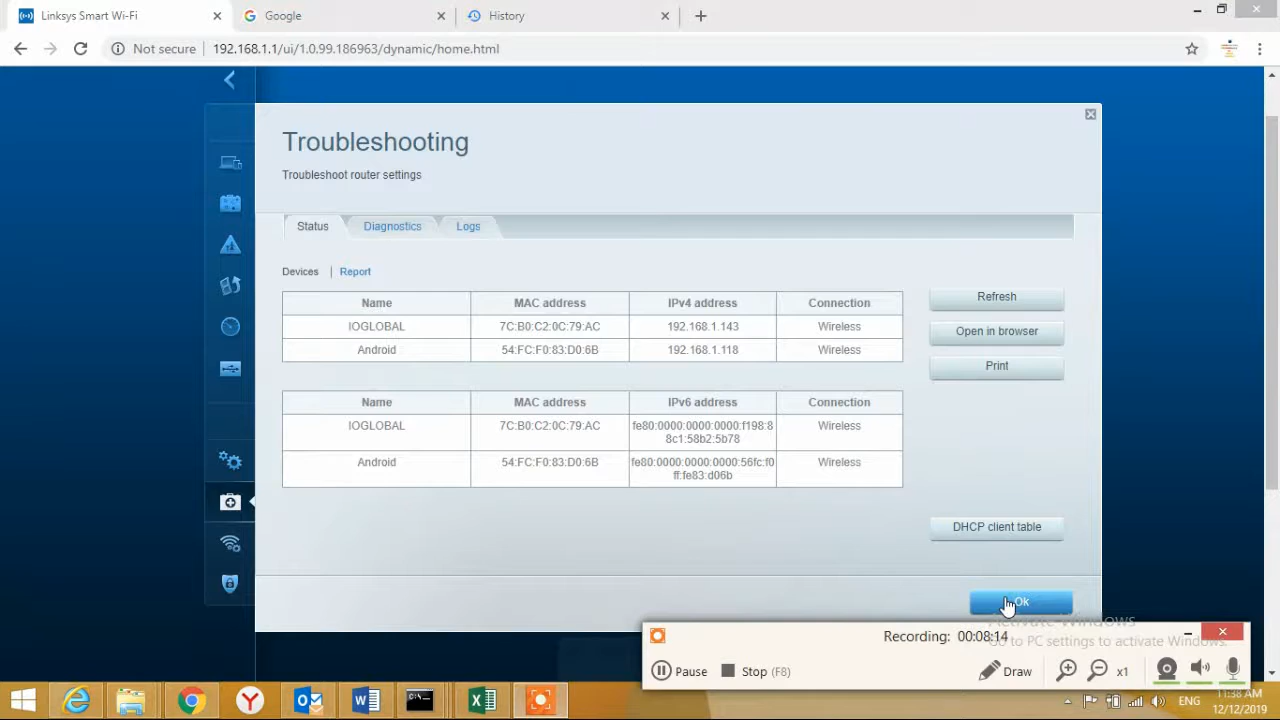 Linksys Smart Wi-Fi
Google
History
Not secure
192.168.1.1/ui/1.0.99.186963/dynamic/home.html
Troubleshooting
Troubleshoot router settings
Status
Diagnostics
Logs
Devices | Report
Name MAC address IPv4 address Connection
IOGLOBAL 7C:B0:C2:0C:79:AC 192.168.1.143 Wireless
Android 54:FC:F0:83:D0:6B 192.168.1.118 Wireless
Refresh
Open in browser
Print
Name MAC address IPv6 address Connection
IOGLOBAL 7C:B0:C2:0C:79:AC fe80:0000:0000:0000:f198:8 Wireless
8c1:58b2:5b78
Android 54:FC:F0:83:D0:6B fe80:0000:0000:0000:56fc:f0 Wireless
ff:fe83:d06b
DHCP client table
Ok
Activate Windows
Go to PC settings to activate Windows.
Recording: 00:08:14
Pause
Stop (F8)
Draw
x1
ENG
11:38 AM
12/12/2019